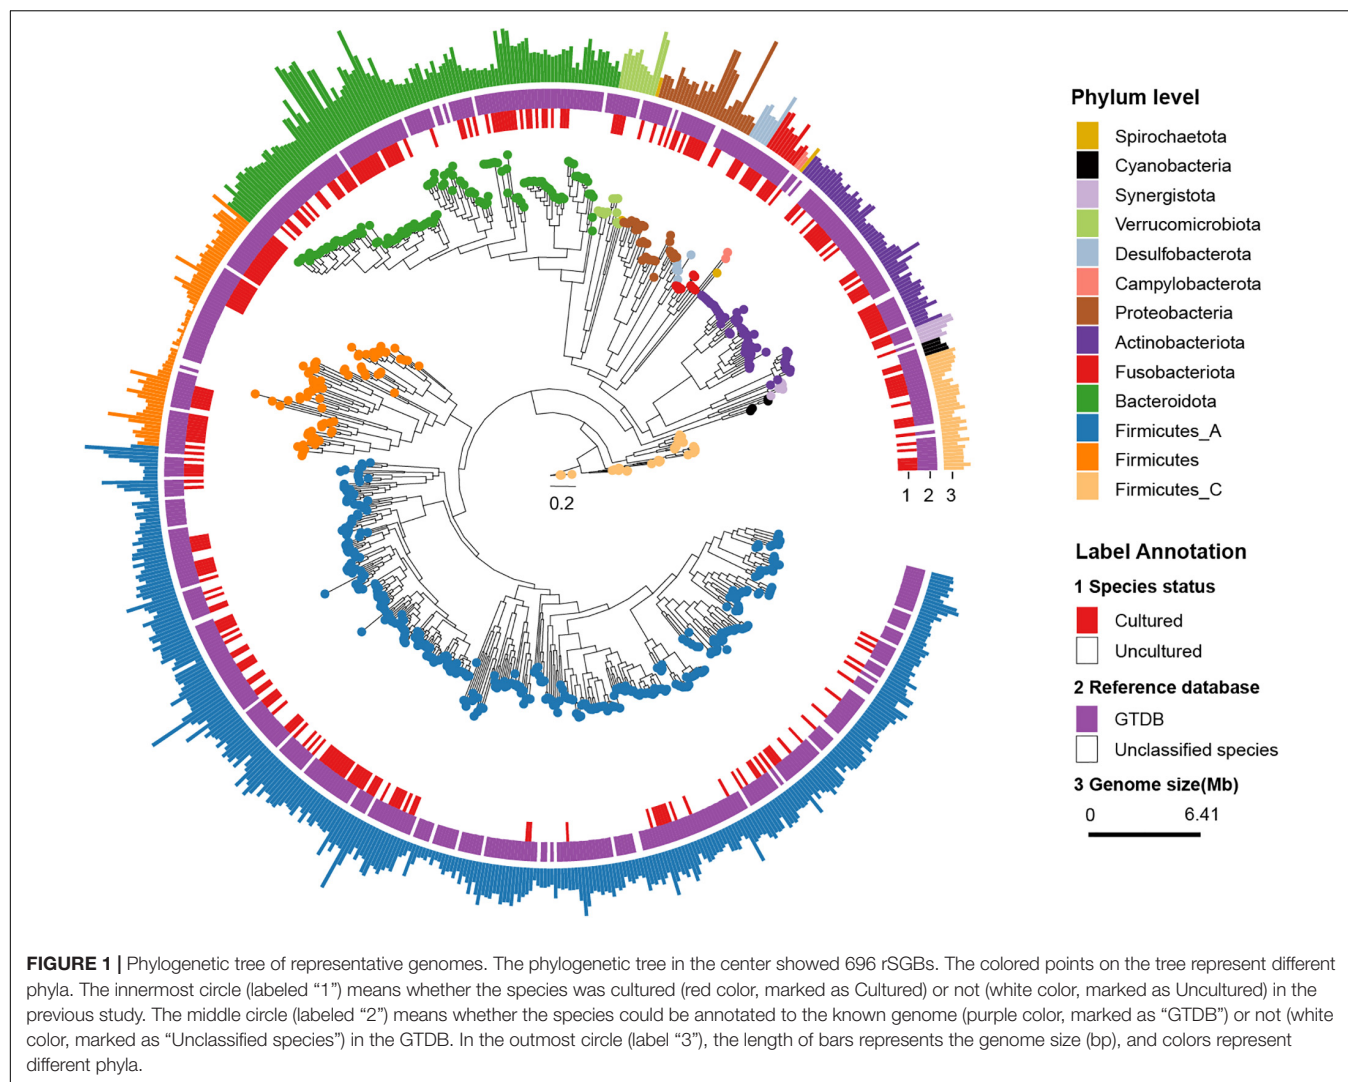 Phylum level
Spirochaetota
Cyanobacteria
Synergistota
Verrucomicrobiota
Desulfobacterota
Campylobacterota
Proteobacteria
Actinobacteriota
Fusobacteriota
Bacteroidota
Firmicutes_A
Firmicutes
Firmicutes_C
0.2
1 2 3
Label Annotation
1 Species status
Cultured
Uncultured
2 Reference database
GTDB
Unclassified species
3 Genome size(Mb)
0 6.41
FIGURE 1 | Phylogenetic tree of representative genomes. The phylogenetic tree in the center showed 696 rSGBs. The colored points on the tree represent different
phyla. The innermost circle (labeled “1”) means whether the species was cultured (red color, marked as Cultured) or not (white color, marked as Uncultured) in the
previous study. The middle circle (labeled “2”) means whether the species could be annotated to the known genome (purple color, marked as “GTDB”) or not (white
color, marked as “Unclassified species”) in the GTDB. In the outmost circle (label “3”), the length of bars represents the genome size (bp), and colors represent
different phyla.